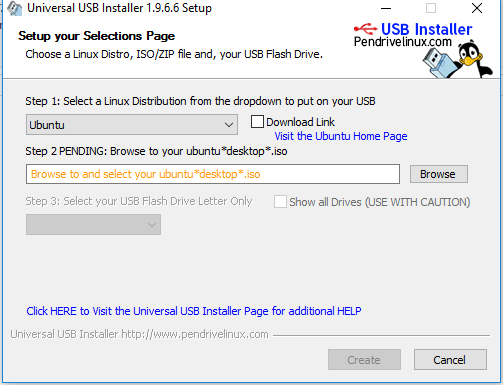 Universal USB Installer 1.9.6.6 Setup
Setup your Selections Page
Choose a Linux Distro, ISO/ZIP file and, your USB Flash Drive.
USB Installer
Pendrivelinux.com
Step 1: Select a Linux Distribution from the dropdown to put on your USB
Ubuntu
Download Link
Visit the Ubuntu Home Page
Step 2 PENDING: Browse to your ubuntu*desktop*.iso
Browse to and select your ubuntu*desktop*.iso
Browse
Step 3: Select your USB Flash Drive Letter Only
Show all Drives (USE WITH CAUTION)
Click HERE to Visit the Universal USB Installer Page for additional HELP
Universal USB Installer http://www.pendrivelinux.com
Create
Cancel